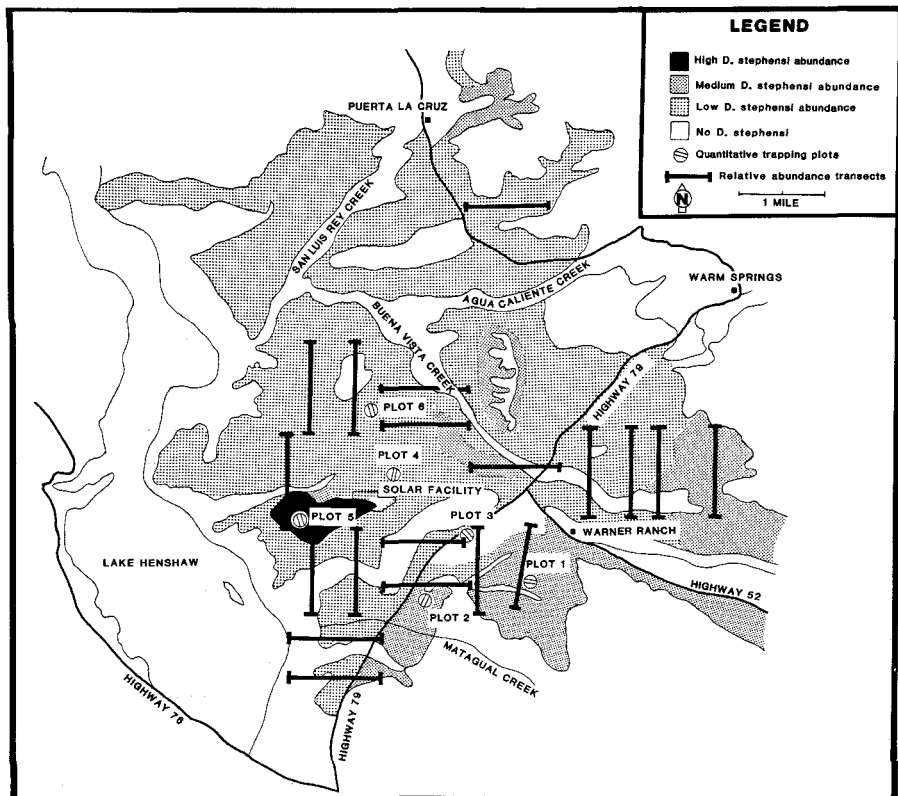 LEGEND
High D. stephensi abundance
Medium D. stephensi abundance
Low D. stephensi abundance
No D. stephensi
Quantitative trapping plots
Relative abundance transects
N
1 MILE
PUERTA LA CRUZ
SAN LUIS REY CREEK
WARM SPRINGS
AGUA CALIENTE CREEK
BUENA VISTA CREEK
HIGHWAY 79
PLOT 6
PLOT 4
SOLAR FACILITY
PLOT 5
PLOT 3
WARNER RANCH
LAKE HENSHAW
PLOT 1
HIGHWAY 52
PLOT 2
MATAGUAL CREEK
HIGHWAY 76
HIGHWAY 79